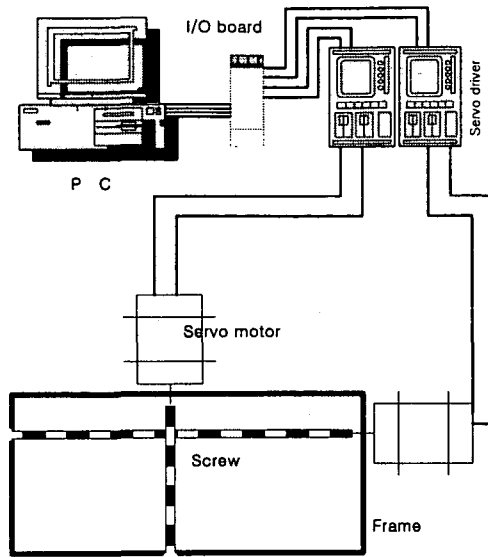 I/O board
Servo driver
P C
Servo motor
Screw
Frame